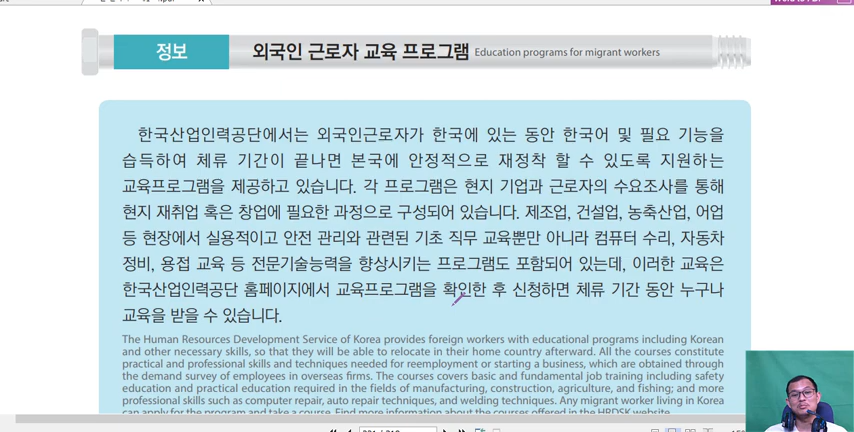 정보
외국인 근로자 교육 프로그램 Education programs for migrant workers
한국산업인력공단에서는 외국인근로자가 한국에 있는 동안 한국어 및 필요 기능을
습득하여 체류 기간이 끝나면 본국에 안정적으로 재정착 할 수 있도록 지원하는
교육프로그램을 제공하고 있습니다. 각 프로그램은 현지 기업과 근로자의 수요조사를 통해
현지 재취업 혹은 창업에 필요한 과정으로 구성되어 있습니다. 제조업, 건설업, 농축산업, 어업
등 현장에서 실용적이고 안전 관리와 관련된 기초 직무 교육뿐만 아니라 컴퓨터 수리, 자동차
정비, 용접 교육 등 전문기술능력을 향상시키는 프로그램도 포함되어 있는데, 이러한 교육은
한국산업인력공단 홈페이지에서 교육프로그램을 확인한 후 신청하면 체류 기간 동안 누구나
교육을 받을 수 있습니다.
The Human Resources Development Service of Korea provides foreign workers with educational programs including Korean
and other necessary skills, so that they will be able to relocate in their home country afterward. All the courses constitute
practical and professional skills and techniques needed for reemployment or starting a business, which are obtained through
the demand survey of employees in overseas firms. The courses covers basic and fundamental job training including safety
education and practical education required in the fields of manufacturing, construction, agriculture, and fishing; and more
professional skills such as computer repair, auto repair techniques, and welding techniques. Any migrant worker living in Korea
can apply for the program and take a course. Find more information about the courses offered in the HRDSK website.